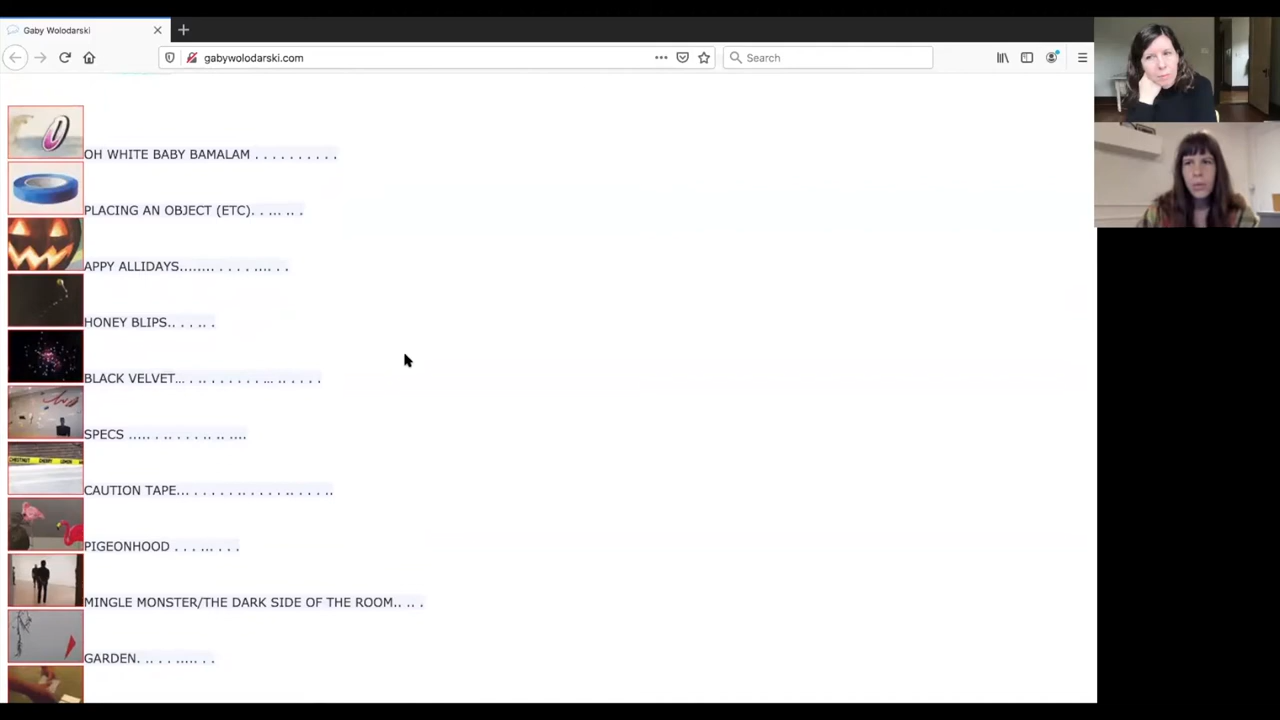 Gaby Wolodarski
gabywolodarski.com
Search
OH WHITE BABY BAMALAM . . . . . . . . . .
PLACING AN OBJECT (ETC). . ... .. .
APPY ALLIDAYS........ . . . . .... . .
HONEY BLIPS.. . . .. .
BLACK VELVET... . .. . . . . . . ... .. . . . .
SPECS ..... . .. . . . .. .. ....
CAUTION TAPE... . . . . . .. . . . . .. . . . ..
PIGEONHOOD . . . ... . . .
MINGLE MONSTER/THE DARK SIDE OF THE ROOM.. .. .
GARDEN. .. . . ..... . .